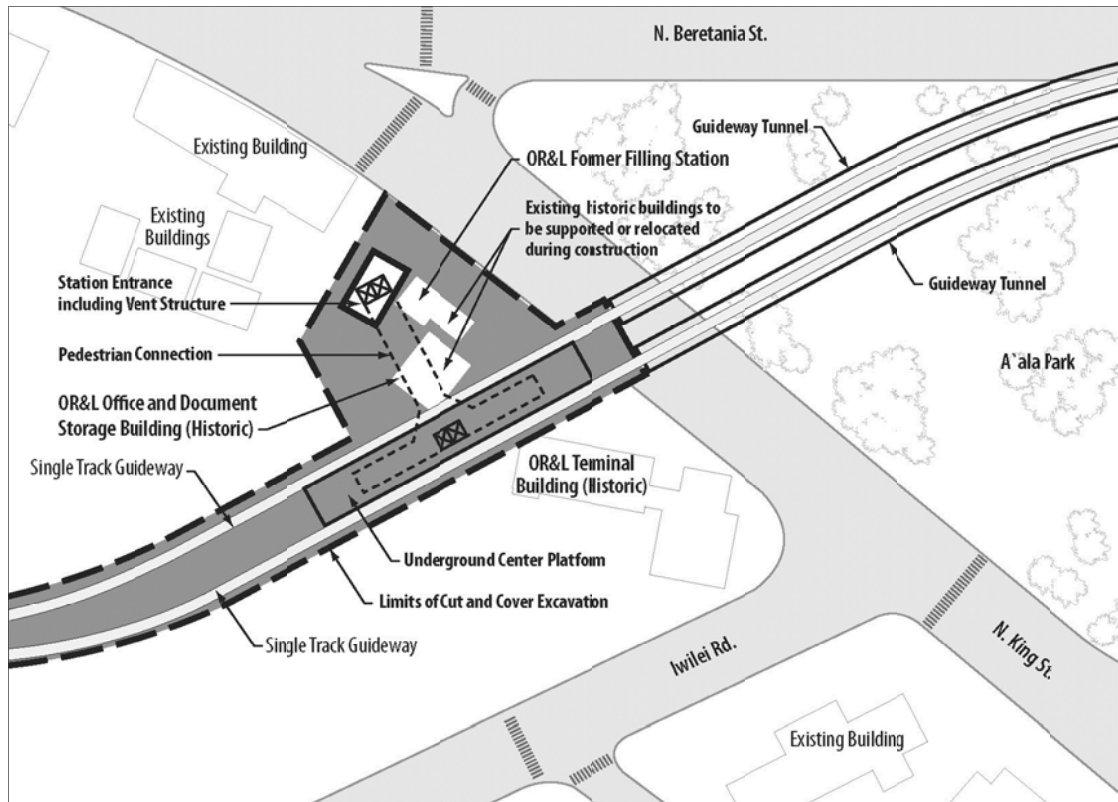 N. Beretania St.
Guideway Tunnel
Existing Building
OR&L Former Filling Station
Existing historic buildings to
be supported or relocated
during construction
Existing
Buildings
Station Entrance
including Vent Structure
Guideway Tunnel
Pedestrian Connection
A`ala Park
OR&L Office and Document
Storage Building (Historic)
Single Track Guideway
OR&L Terminal
Building (Historic)
Underground Center Platform
Limits of Cut and Cover Excavation
Single Track Guideway
Iwilei Rd.
N. King St.
Existing Building